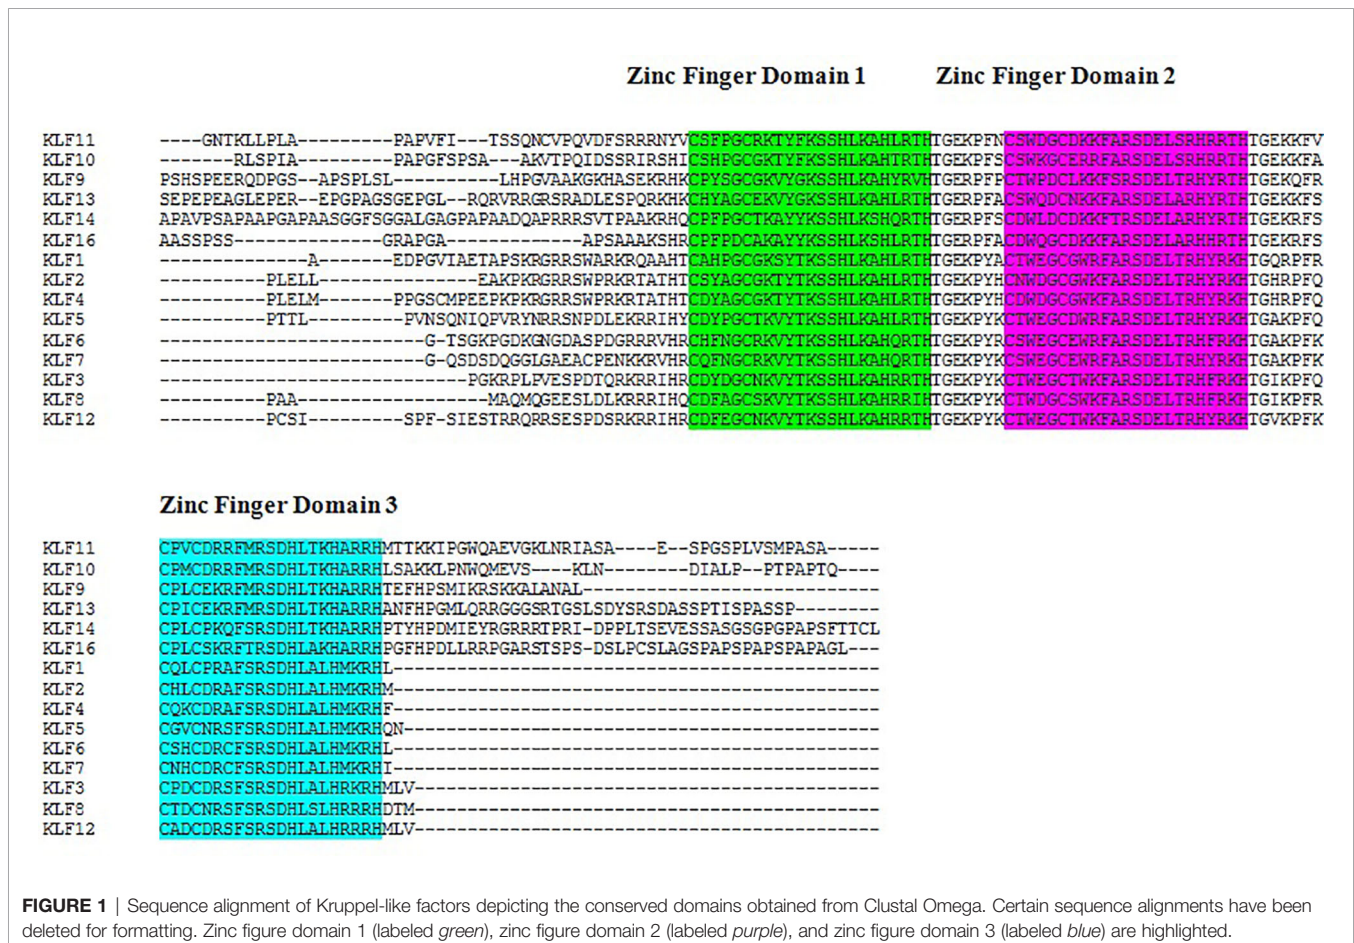 Zinc Finger Domain 1 Zinc Finger Domain 2
KLF11 ----GNTKLLPLA---------PAPVFI---TSSQNCVPQVDFSRRRNYVCSFPGCRKTYFKSSHLKAHLRTHTGEKPFNCSWDGCDKKFARSDELSRHRRTHTGEKKFV
KLF10 -------RLSPIA---------PAPGFSPSA---AKVTPQIDSSRIRSHICSHPGCGKTYFKSSHLKAHTRTHTGEKPFSCSWKGCERRFARSDELSRHRRTHTGEKKFA
KLF9 PSHSPEERQDPGS--APSPLSL----------LHPGVAAKGKHASEKRHKCPYSGCGKVYGKSSHLKAHYRVHTGERPFPCTWPDCLKKFSRSDELTRHYRTHTGEKQFR
KLF13 SEPEPEAGLEPER--EPGPAGSGEPGL--RQRVRRGRSRADLESPQRKHKCHYAGCEKVYGKSSHLKAHLRTHTGERPFACSWQDCNKKFARSDELARHYRTHTGEKKFS
KLF14 APAVPSAPAAPGAPAASGGFSGGALGAGPAPAADQAPRRRSVTPAAKRHQCPFPGCTKAYYKSSHLKSHQRTHTGERPFSCDWLDCDKKFTRSDELARHYRTHTGEKRFS
KLF16 AASSPSS--------------GRAPGA-------------APSAAAKSHRCPFPDCAKAYYKSSHLKSHLRTHTGERPFACDWQGCDKKFARSDELARHHRTHTGEKRFS
KLF1 --------------A-------EDPGVIAETAPSKRGRRSWARKRQAAHTCAHPGCGKSYTKSSHLKAHLRTHTGEKPYACTWEGCGWRFARSDELTRHYRKHTGQRPFR
KLF2 ----------PLELL---------------EAKPKRGRRSWPRKRTATHTCSYAGCGKTYTKSSHLKAHLRTHTGEKPYHCNWDGCGWKFARSDELTRHYRKHTGHRPFQ
KLF4 ----------PLELM-------PPGSCMPEEPKPKRGRRSWPRKRTATHTCDYAGCGKTYTKSSHLKAHLRTHTGEKPYHCDWDGCGWKFARSDELTRHYRKHTGHRPFQ
KLF5 ----------PTTL---------PVNSQNIQPVRYNRRSNPDLEKRRIHYCDYPGCTKVYTKSSHLKAHLRTHTGEKPYKCTWEGCDWRFARSDELTRHYRKHTGAKPFQ
KLF6 -------------------------G-TSGKPGDKGNGDASPDGRRRVHRCHFNGCRKVYTKSSHLKAHQRTHTGEKPYRCSWEGCEWRFARSDELTRHFRKHTGAKPFK
KLF7 -------------------------G-QSDSDQGGLGAEACPENKKRVHRCQFNGCRKVYTKSSHLKAHQRTHTGEKPYKCSWEGCEWRFARSDELTRHYRKHTGAKPFK
KLF3 -----------------------------PGKRPLPVESPDTQRKRRIHRCDYDGCNKVYTKSSHLKAHRRTHTGEKPYKCTWEGCTWKFARSDELTRHFRKHTGIKPFQ
KLF8 ----------PAA------------------MAQMQGEESLDLKRRRIHQCDFAGCSKVYTKSSHLKAHRRIHTGEKPYKCTWDGCSWKFARSDELTRHFRKHTGIKPFR
KLF12 ----------PCSI---------SPF-SIESTRRQRRSESPDSRKRRIHRCDFEGCNKVYTKSSHLKAHRRTHTGEKPYKCTWEGCTWKFARSDELTRHYRKHTGVKPFK
Zinc Finger Domain 3
KLF11 CPVCDRRFMRSDHLTKHARRHMTTKKIPGWQAEVGKLNRIASA----E--SPGSPLVSMPASA-----
KLF10 CPMCDRRFMRSDHLTKHARRHLSAKKLPNWQMEVS----KLN--------DIALP--PTPAPTQ----
KLF9 CPLCEKRFMRSDHLTKHARRHTEFHPSMIKRSKKALANAL----------------------------
KLF13 CPICEKRFMRSDHLTKHARRHANFHPGMLQRRGGGSRTGSLSDYSRSDASSPTISPASSP--------
KLF14 CPLCPKQFSRSDHLTKHARRHPTYHPDMIEYRGRRRTPRI-DPPLTSEVESSASGSGPGPAPSFTTCL
KLF16 CPLCSKRFTRSDHLAKHARRHPGFHPDLLRRPGARSTSPS-DSLPCSLAGSPAPSPAPSPAPAGL---
KLF1 CQLCPRAFSRSDHLALHMKRHL----------------------------------------------
KLF2 CHLCDRAFSRSDHLALHMKRHM----------------------------------------------
KLF4 CQKCDRAFSRSDHLALHMKRHF----------------------------------------------
KLF5 CGVCNRSFSRSDHLALHMKRHQN---------------------------------------------
KLF6 CSHCDRCFSRSDHLALHMKRHL----------------------------------------------
KLF7 CNHCDRCFSRSDHLALHMKRHI----------------------------------------------
KLF3 CPDCDRSFSRSDHLALHRKRHMLV--------------------------------------------
KLF8 CTDCNRSFSRSDHLSLHRRRHDTM--------------------------------------------
KLF12 CADCDRSFSRSDHLALHRRRHMLV--------------------------------------------
FIGURE 1 | Sequence alignment of Kruppel-like factors depicting the conserved domains obtained from Clustal Omega. Certain sequence alignments have been
deleted for formatting. Zinc figure domain 1 (labeled green), zinc figure domain 2 (labeled purple), and zinc figure domain 3 (labeled blue) are highlighted.